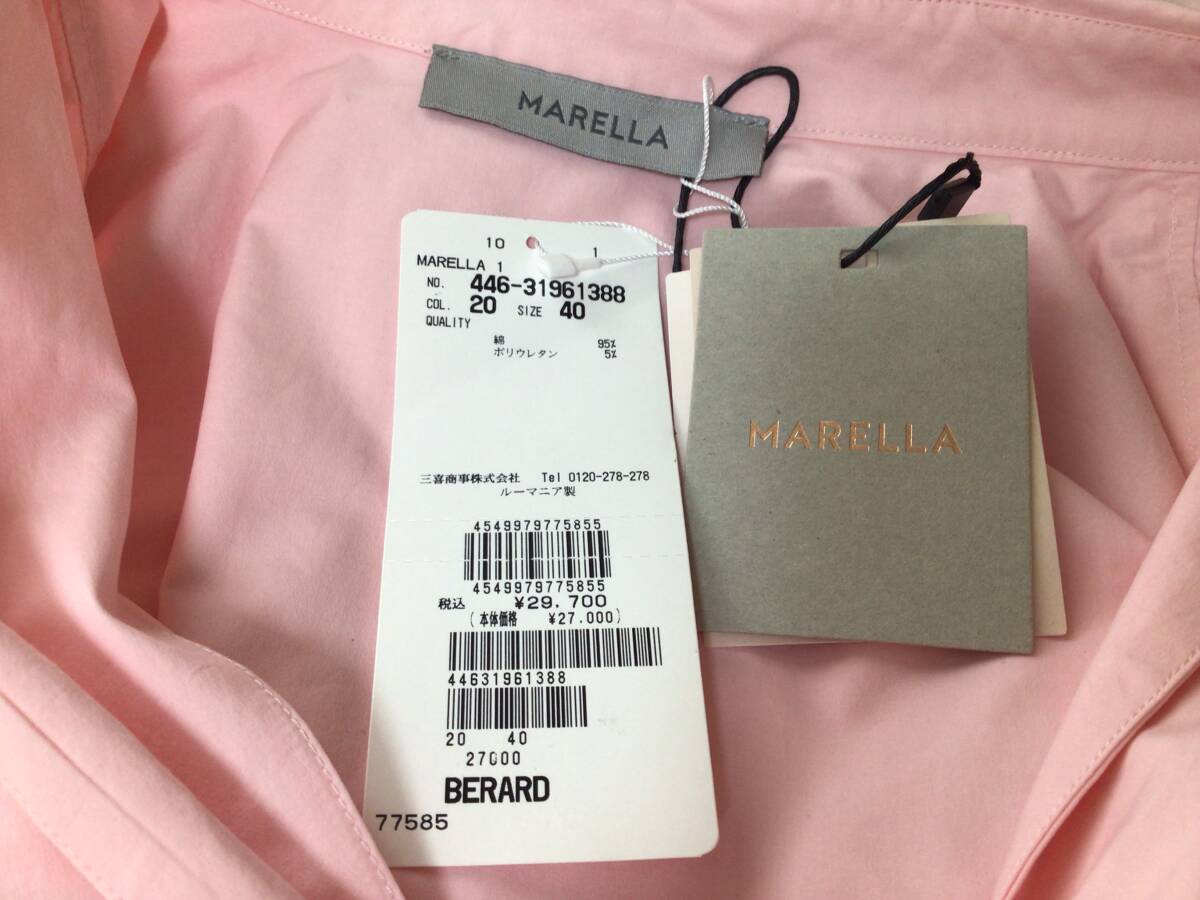 MARELLA
10 1
MARELLA 1
NO. 446-31961388
COL. 20 SIZE 40
QUALITY
綿 95%
ポリウレタン 5%
三喜商事株式会社 Tel 0120-278-278
ルーマニア製
4549979775855
4549979775855
税込 ¥29.700
(本体価格 ¥27.000)
44631961388
20 40
27000
BERARD
77585
MARELLA